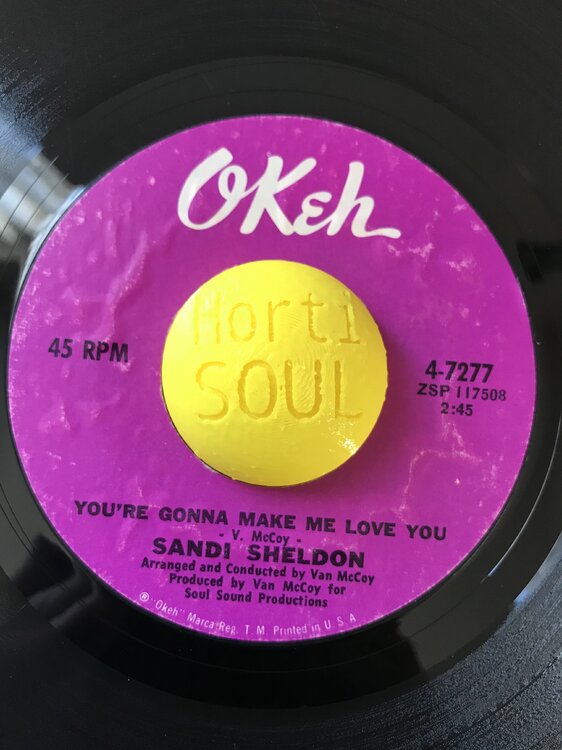 OKeh
Horti
SOUL
45 RPM
4-7277
ZSP 117508
2:45
YOU'RE GONNA MAKE ME LOVE YOU
- V. McCoy -
SANDI SHELDON
Arranged and Conducted by Van McCoy
Produced by Van McCoy for
Soul Sound Productions
® "Okeh" Marca Reg. T. M. Printed in U. S. A